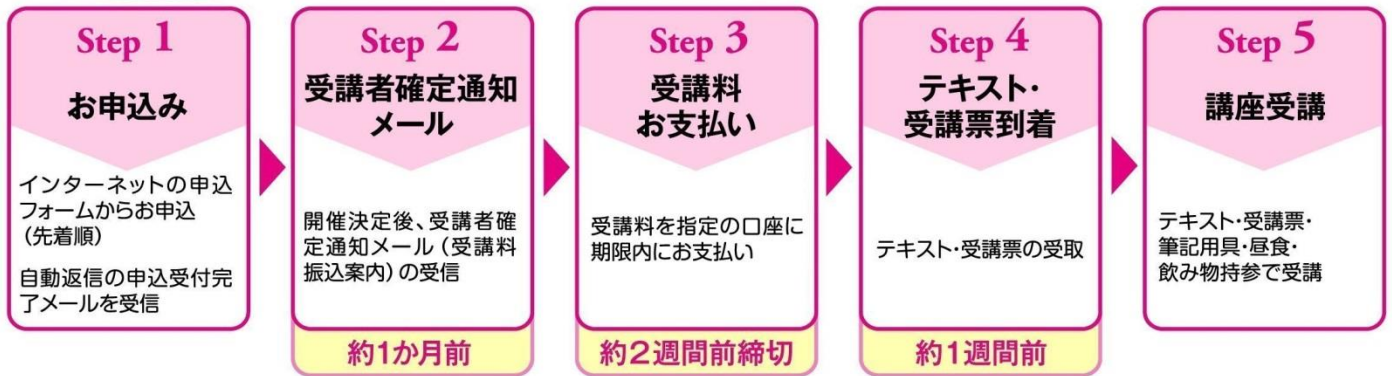 Step 1
お申込み
インターネットの申込
フォームからお申込
（先着順）
自動返信の申込受付完
了メールを受信
Step 2
受講者確定通知
メール
開催決定後、受講者確
定通知メール（受講料
振込案内）の受信
約1か月前
Step 3
受講料
お支払い
受講料を指定の口座に
期限内にお支払い
約2週間前締切
Step 4
テキスト・
受講票到着
テキスト・受講票の受取
約1週間前
Step 5
講座受講
テキスト・受講票・
筆記用具・昼食・
飲み物持参で受講